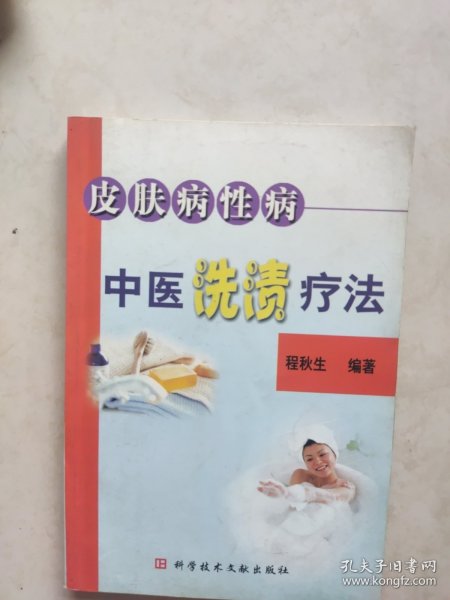 皮肤病性病
中医洗渍疗法
程秋生 编著
科学技术文献出版社
孔夫子旧书网
www.kongfz.com